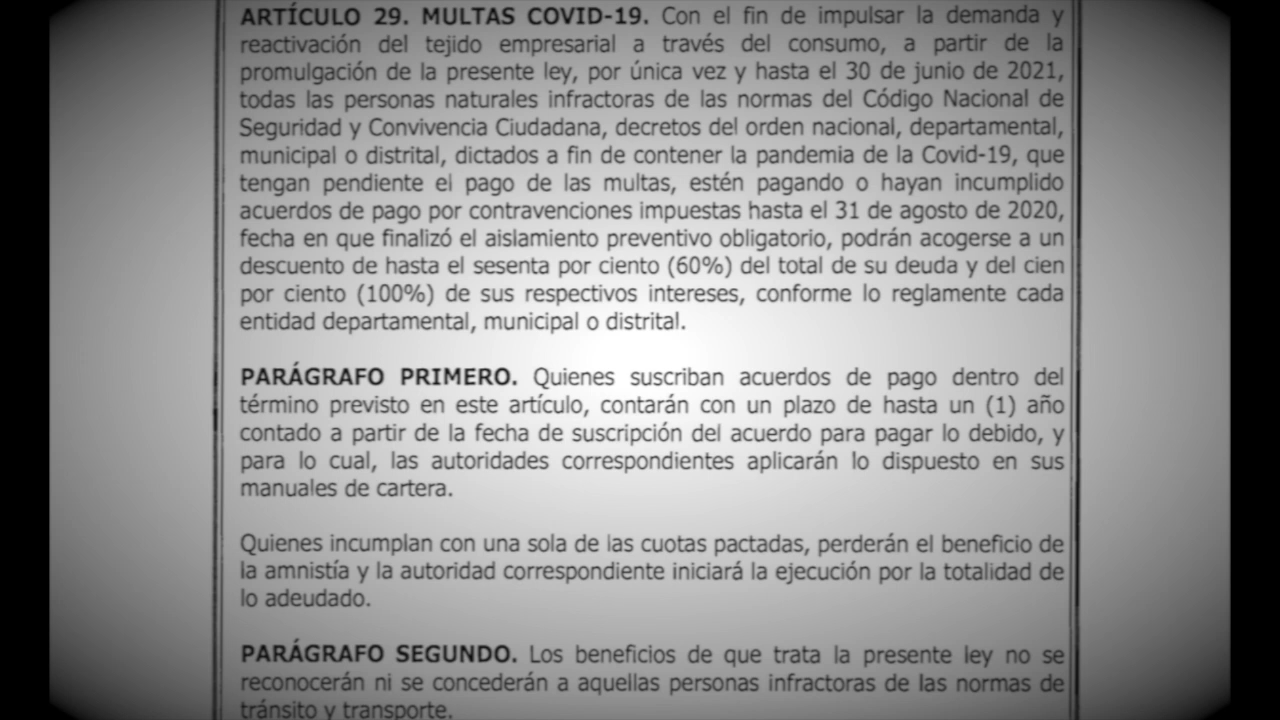 ARTÍCULO 29. MULTAS COVID-19. Con el fin de impulsar la demanda y
reactivación del tejido empresarial a través del consumo, a partir de la
promulgación de la presente ley, por única vez y hasta el 30 de junio de 2021,
todas las personas naturales infractoras de las normas del Código Nacional de
Seguridad y Convivencia Ciudadana, decretos del orden nacional, departamental,
municipal o distrital, dictados a fin de contener la pandemia de la Covid-19, que
tengan pendiente el pago de las multas, estén pagando o hayan incumplido
acuerdos de pago por contravenciones impuestas hasta el 31 de agosto de 2020,
fecha en que finalizó el aislamiento preventivo obligatorio, podrán acogerse a un
descuento de hasta el sesenta por ciento (60%) del total de su deuda y del cien
por ciento (100%) de sus respectivos intereses, conforme lo reglamente cada
entidad departamental, municipal o distrital.
PARÁGRAFO PRIMERO. Quienes suscriban acuerdos de pago dentro del
término previsto en este artículo, contarán con un plazo de hasta un (1) año
contado a partir de la fecha de suscripción del acuerdo para pagar lo debido, y
para lo cual, las autoridades correspondientes aplicarán lo dispuesto en sus
manuales de cartera.
Quienes incumplan con una sola de las cuotas pactadas, perderán el beneficio de
la amnistía y la autoridad correspondiente iniciará la ejecución por la totalidad de
lo adeudado.
PARÁGRAFO SEGUNDO. Los beneficios de que trata la presente ley no se
reconocerán ni se concederán a aquellas personas infractoras de las normas de
tránsito y transporte.